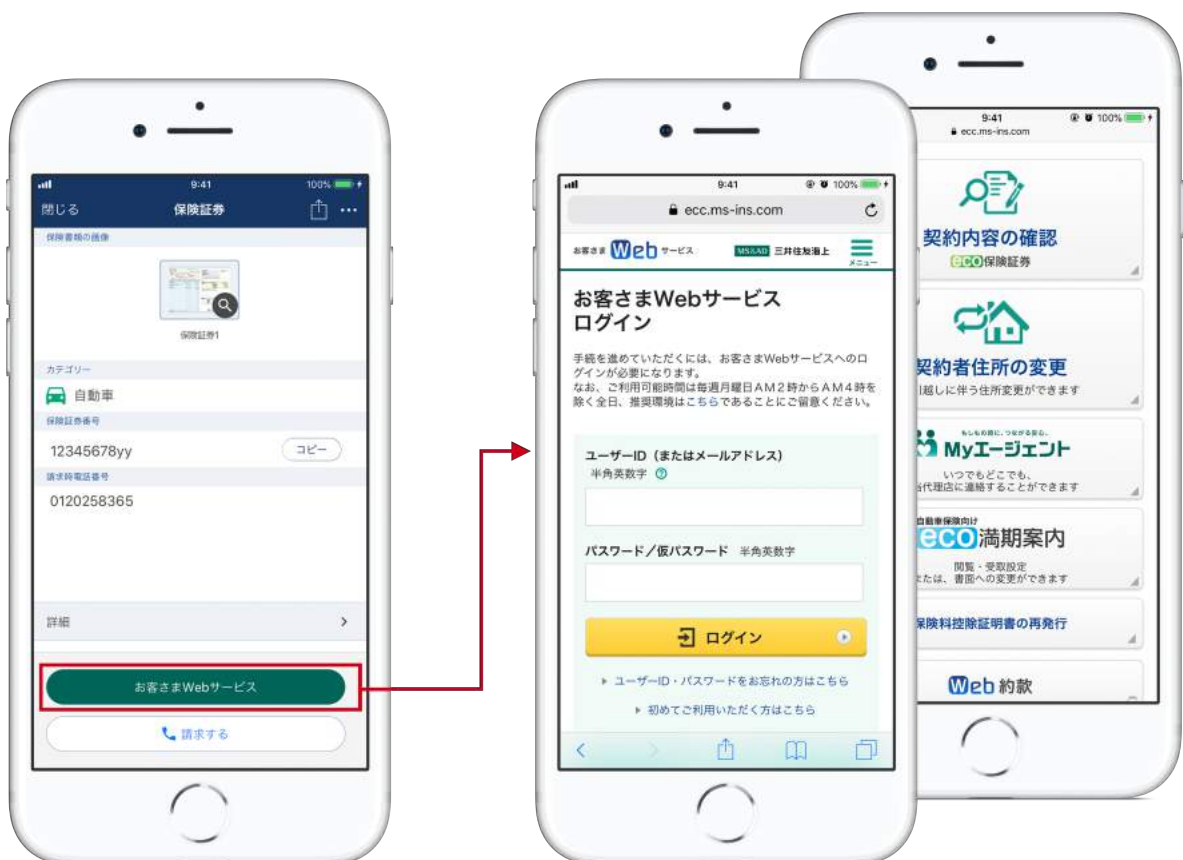 9:41
100%
閉じる
保険証券
保険書類の画像
保険証券1
カテゴリー
自動車
保険証券番号
12345678yy
コピー
請求時電話番号
0120258365
詳細
お客さまWebサービス
請求する
9:41
100%
ecc.ms-ins.com
お客さま Webサービス
MS&AD 三井住友海上
メニュー
お客さまWebサービス
ログイン
手続を進めていただくには、お客さまWebサービスへのロ
グインが必要になります。
なお、ご利用可能時間は毎週月曜日AM2時からAM4時を
除く全日、推奨環境はこちらであることにご留意ください。
ユーザーID（またはメールアドレス）
半角英数字
パスワード／仮パスワード 半角英数字
ログイン
ユーザーID・パスワードをお忘れの方はこちら
初めてご利用いただく方はこちら
9:41
100%
ecc.ms-ins.com
契約内容の確認
eco保険証券
契約者住所の変更
越しに伴う住所変更ができます
もしもの時に、つながる安心。
Myエージェント
いつでもどこでも、
代理店に連絡することができます
自動車保険向け
eco満期案内
閲覧・受取設定
たは、書面への変更ができます
保険料控除証明書の再発行
Web約款